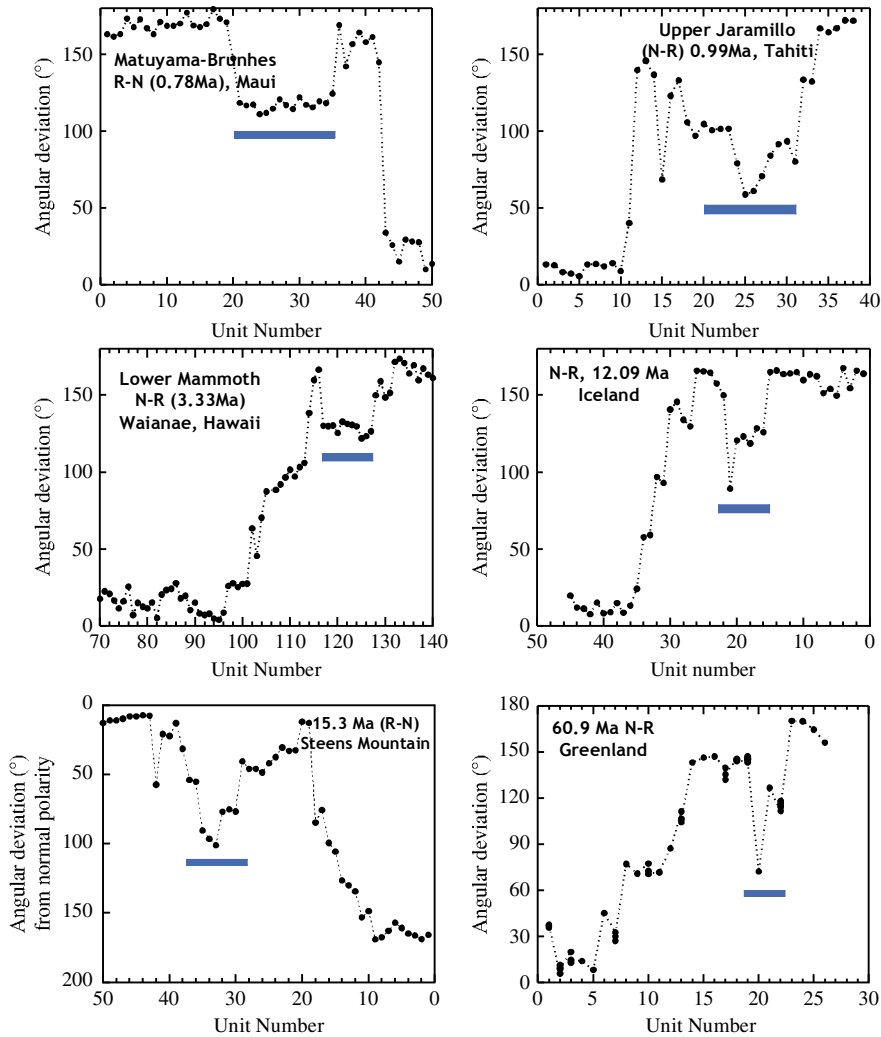 Matuyama-Brunhes
R-N (0.78Ma), Maui
Angular deviation (°)
150
100
50
0
0 10 20 30 40 50
Unit Number
Upper Jaramillo
(N-R) 0.99Ma, Tahiti
Angular deviation (°)
150
100
50
0
0 5 10 15 20 25 30 35 40
Unit Number
Lower Mammoth
N-R (3.33Ma)
Waianae, Hawaii
Angular deviation (°)
150
100
50
0
70 80 90 100 110 120 130 140
Unit Number
N-R, 12.09 Ma
Iceland
Angular deviation (°)
150
100
50
0
50 40 30 20 10 0
Unit number
15.3 Ma (R-N)
Steens Mountain
Angular deviation (°)
from normal polarity
0
50
100
150
200
50 40 30 20 10 0
Unit Number
60.9 Ma N-R
Greenland
Angular deviation (°)
180
150
120
90
60
30
0
0 5 10 15 20 25 30
Unit Number